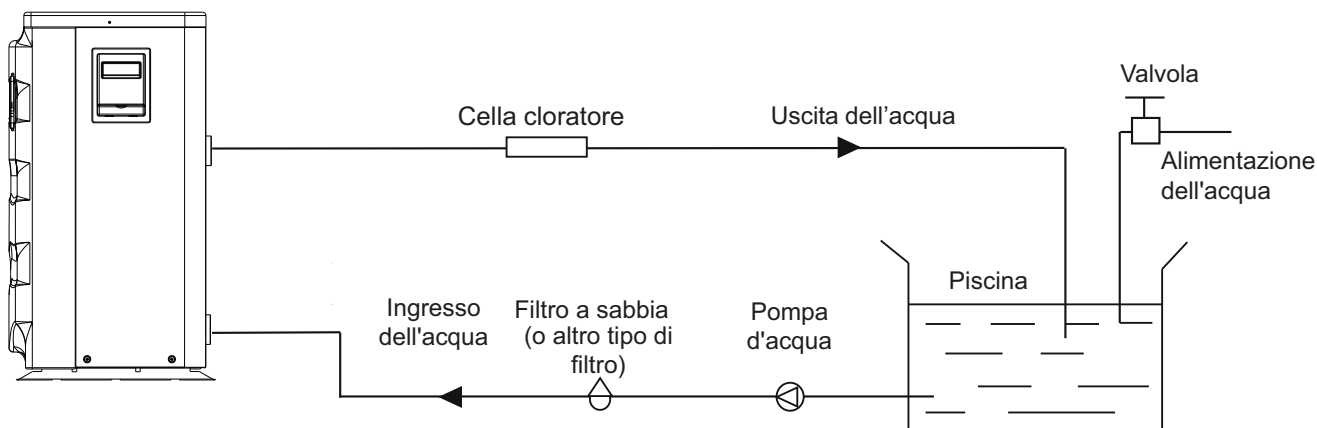 Valvola
Cella cloratore
Uscita dell'acqua
Alimentazione
dell'acqua
Piscina
Ingresso
dell'acqua
Filtro a sabbia
(o altro tipo di
filtro)
Pompa
d'acqua